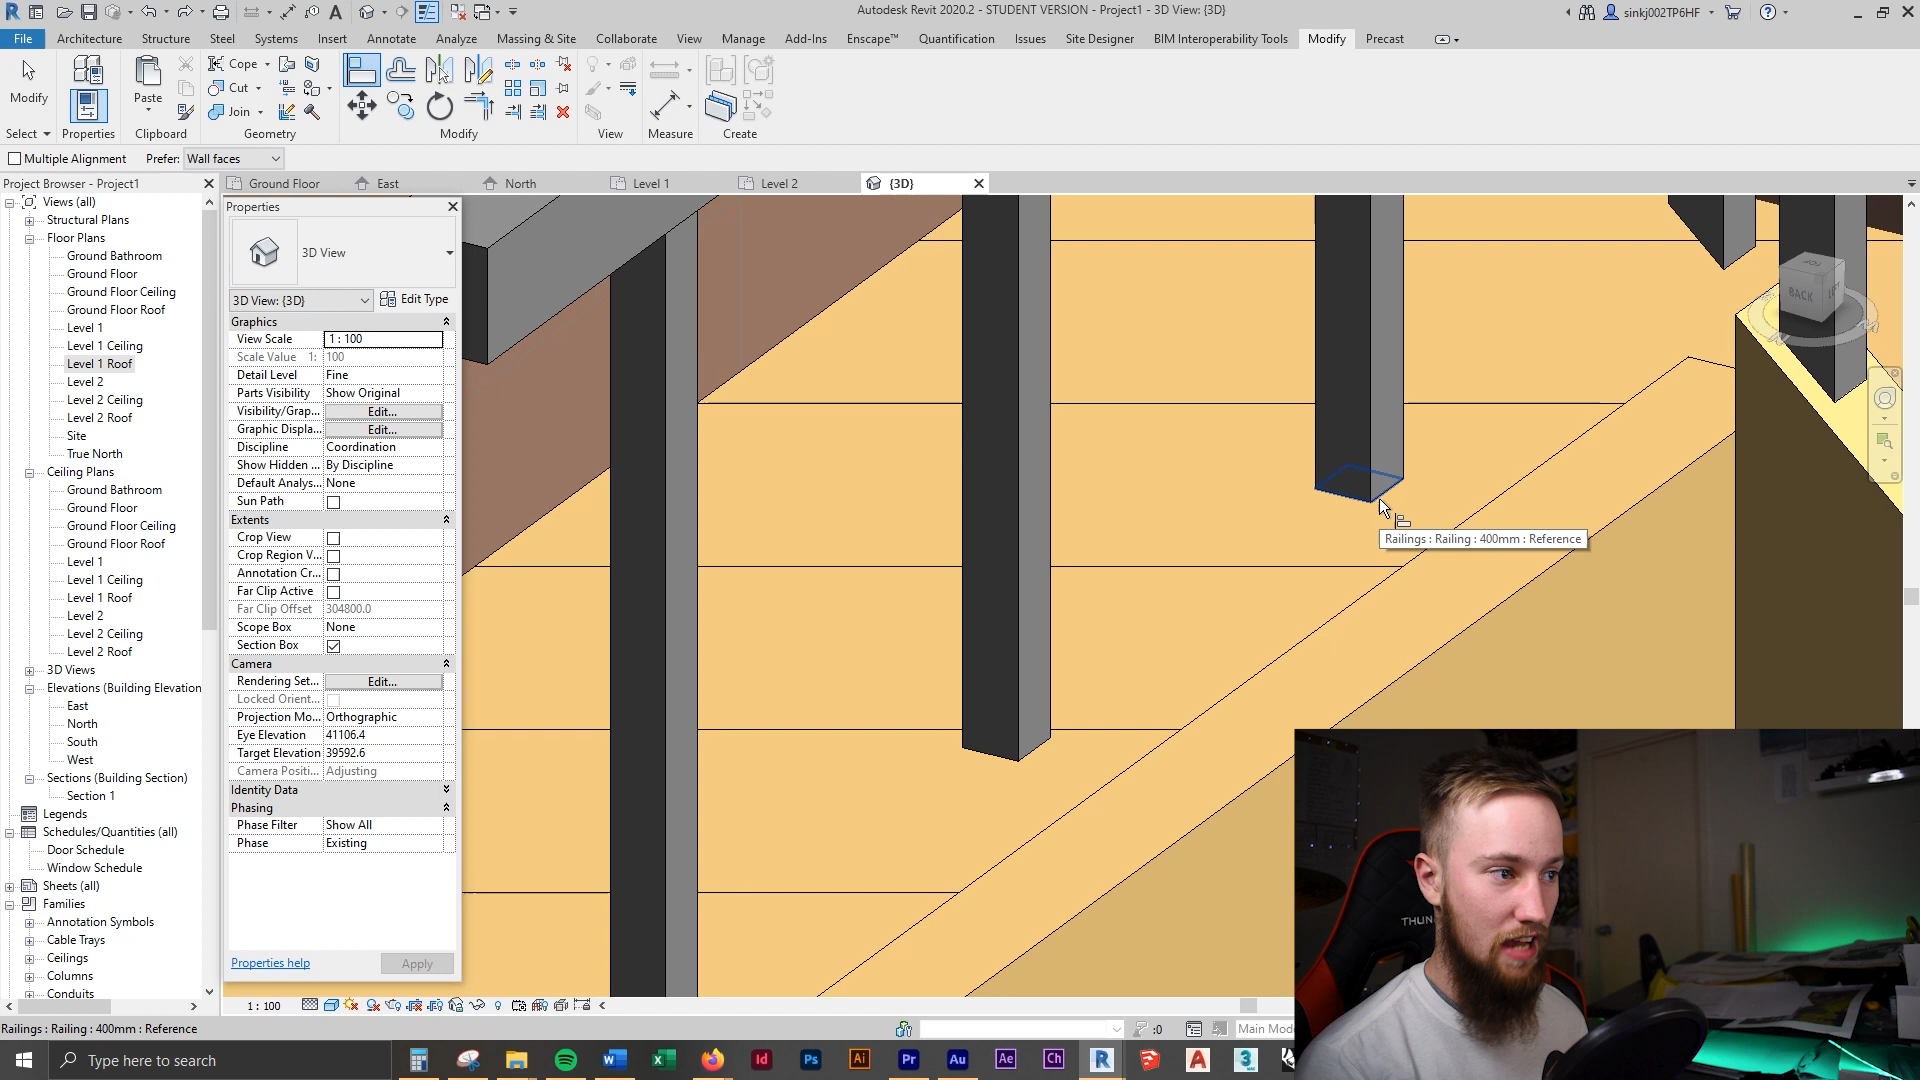 Autodesk Revit 2020.2 - STUDENT VERSION - Project1 - 3D View: {3D}
sinkj002TP6HF
File Architecture Structure Steel Systems Insert Annotate Analyze Massing & Site Collaborate View Manage Add-Ins Enscape™ Quantification Issues Site Designer BIM Interoperability Tools Modify Precast
Modify
Paste
Cope
Cut
Join
Select Properties Clipboard Geometry Modify View Measure Create
Multiple Alignment Prefer: Wall faces
Project Browser - Project1
Ground Floor East North Level 1 Level 2 {3D}
Views (all)
Structural Plans
Floor Plans
Ground Bathroom
Ground Floor
Ground Floor Ceiling
Ground Floor Roof
Level 1
Level 1 Ceiling
Level 1 Roof
Level 2
Level 2 Ceiling
Level 2 Roof
Site
True North
Ceiling Plans
Ground Bathroom
Ground Floor
Ground Floor Ceiling
Ground Floor Roof
Level 1
Level 1 Ceiling
Level 1 Roof
Level 2
Level 2 Ceiling
Level 2 Roof
3D Views
Elevations (Building Elevation
East
North
South
West
Sections (Building Section)
Section 1
Legends
Schedules/Quantities (all)
Door Schedule
Window Schedule
Sheets (all)
Families
Annotation Symbols
Cable Trays
Ceilings
Columns
Conduits
Properties
3D View
3D View: {3D} Edit Type
Graphics
View Scale 1 : 100
Scale Value 1: 100
Detail Level Fine
Parts Visibility Show Original
Visibility/Grap... Edit...
Graphic Displa... Edit...
Discipline Coordination
Show Hidden ... By Discipline
Default Analys... None
Sun Path
Extents
Crop View
Crop Region V...
Annotation Cr...
Far Clip Active
Far Clip Offset 304800.0
Scope Box None
Section Box
Camera
Rendering Set... Edit...
Locked Orient...
Projection Mo... Orthographic
Eye Elevation 41106.4
Target Elevation 39592.6
Camera Positi... Adjusting
Identity Data
Phasing
Phase Filter Show All
Phase Existing
Properties help Apply
BACK
Railings : Railing : 400mm : Reference
THUN
1 : 100
Railings : Railing : 400mm : Reference
:0
Main Mod
Type here to search
Id Ps Ai Pr Au Ae Ch R A 3